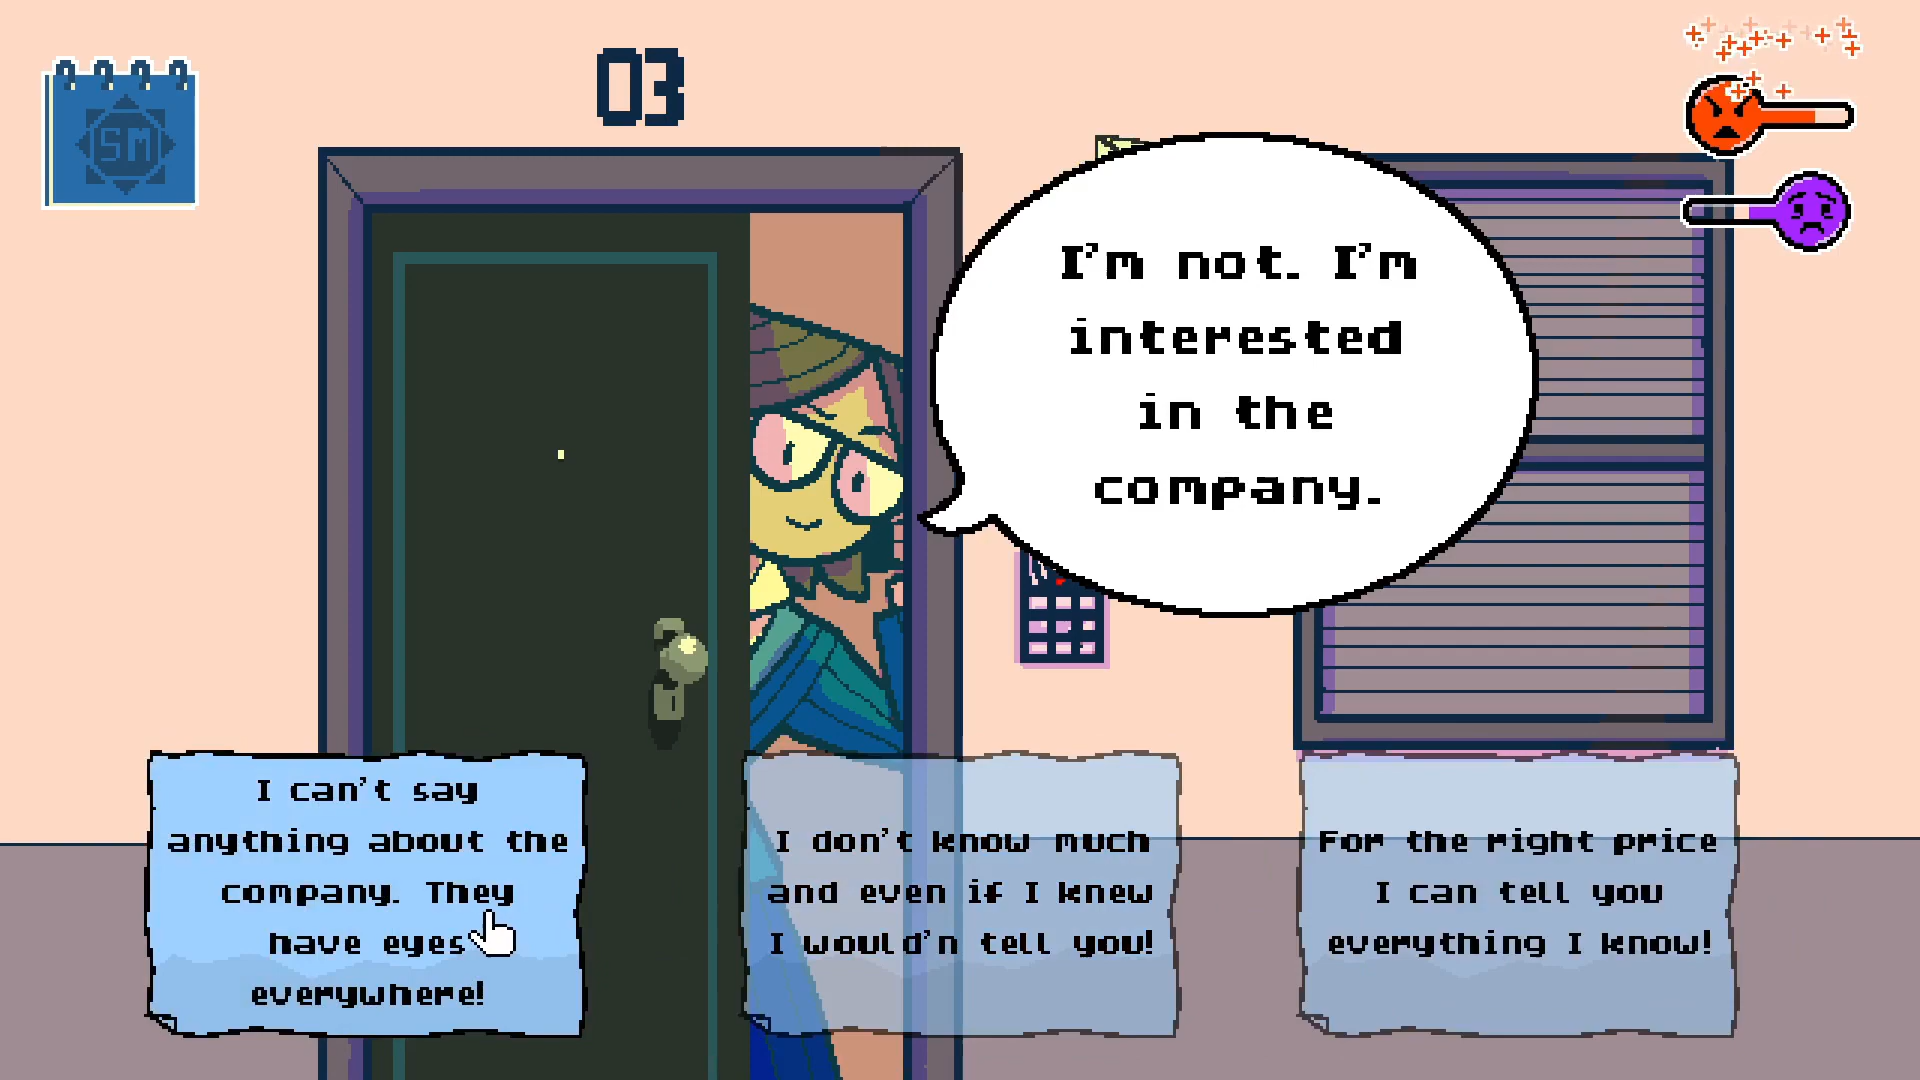 03
SM
I'm not. I'm
interested
in the
company.
I can't say
anything about the
company. They
have eyes
everywhere!
I don't know much
and even if I knew
I would'n tell you!
For the right price
I can tell you
everything I know!